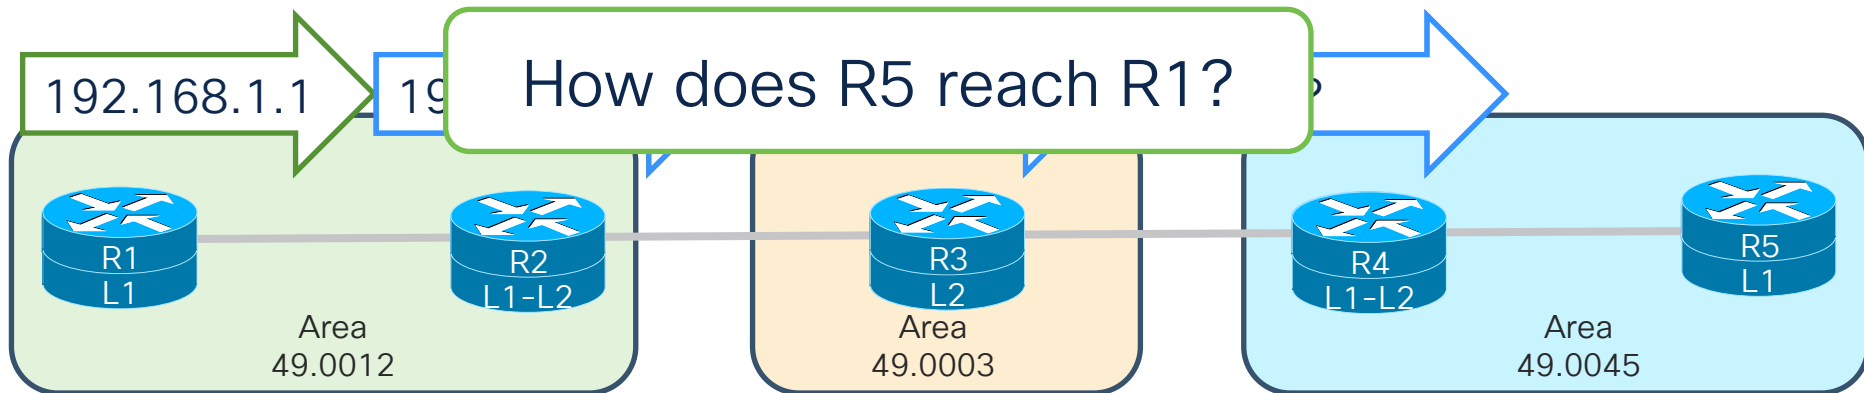 192.168.1.1
19
How does R5 reach R1?
?
R1
L1
R2
L1-L2
R3
L2
R4
L1-L2
R5
L1
Area
49.0012
Area
49.0003
Area
49.0045